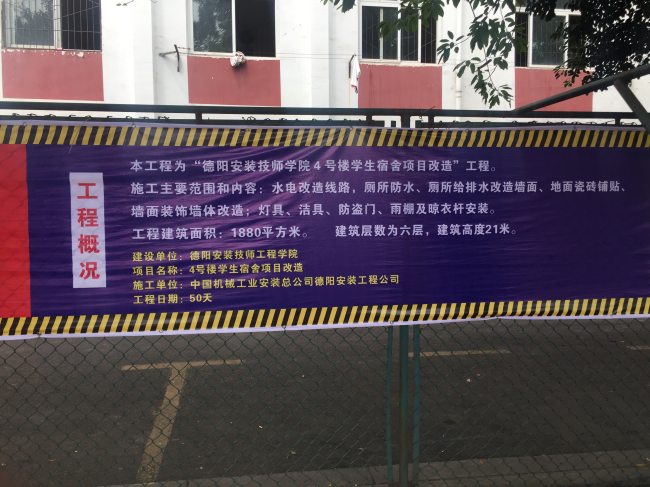 工程概况
本工程为“德阳安装技师学院4号楼学生宿舍项目改造”工程。
施工主要范围和内容：水电改造线路，厕所防水、厕所给排水改造墙面、地面瓷砖铺贴、
墙面装饰墙体改造；灯具、洁具、防盗门、雨棚及晾衣杆安装。
工程建筑面积：1880平方米。 建筑层数为六层，建筑高度21米。
建设单位：德阳安装技师工程学院
项目名称：4号楼学生宿舍项目改造
施工单位：中国机械工业安装总公司德阳安装工程公司
工程日期：50天